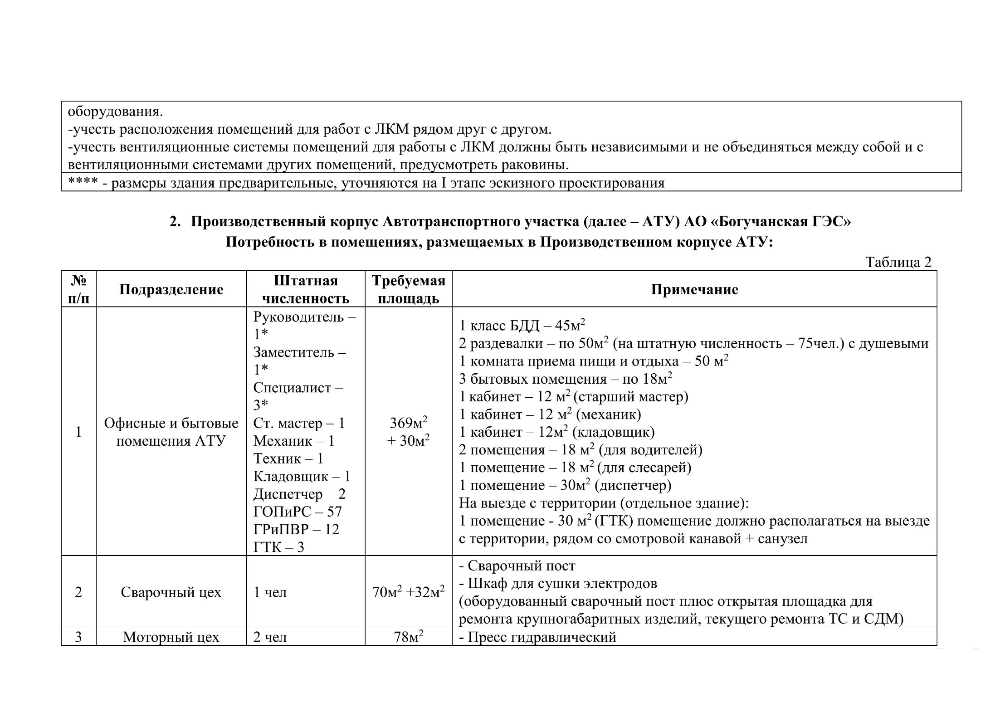 оборудования.
-учесть расположения помещений для работ с ЛКМ рядом друг с другом.
-учесть вентиляционные системы помещений для работы с ЛКМ должны быть независимыми и не объединяться между собой и с
вентиляционными системами других помещений, предусмотреть раковины.
**** - размеры здания предварительные, уточняются на I этапе эскизного проектирования
2. Производственный корпус Автотранспортного участка (далее – АТУ) АО «Богучанская ГЭС»
Потребность в помещениях, размещаемых в Производственном корпусе АТУ:
Таблица 2
№
п/п
Подразделение
Штатная
численность
Требуемая
площадь
Примечание
1
Офисные и бытовые
помещения АТУ
Руководитель –
1*
Заместитель –
1*
Специалист –
3*
Ст. мастер – 1
Механик – 1
Техник – 1
Кладовщик – 1
Диспетчер – 2
ГОПиРС – 57
ГРиПВР – 12
ГТК – 3
369м²
+ 30м²
1 класс БДД – 45м²
2 раздевалки – по 50м² (на штатную численность – 75чел.) с душевыми
1 комната приема пищи и отдыха – 50 м²
3 бытовых помещения – по 18м²
1 кабинет – 12 м² (старший мастер)
1 кабинет – 12 м² (механик)
1 кабинет – 12м² (кладовщик)
2 помещения – 18 м² (для водителей)
1 помещение – 18 м² (для слесарей)
1 помещение – 30м² (диспетчер)
На выезде с территории (отдельное здание):
1 помещение - 30 м² (ГТК) помещение должно располагаться на выезде
с территории, рядом со смотровой канавой + санузел
2
Сварочный цех
1 чел
70м² +32м²
- Сварочный пост
- Шкаф для сушки электродов
(оборудованный сварочный пост плюс открытая площадка для
ремонта крупногабаритных изделий, текущего ремонта ТС и СДМ)
3
Моторный цех
2 чел
78м²
- Пресс гидравлический